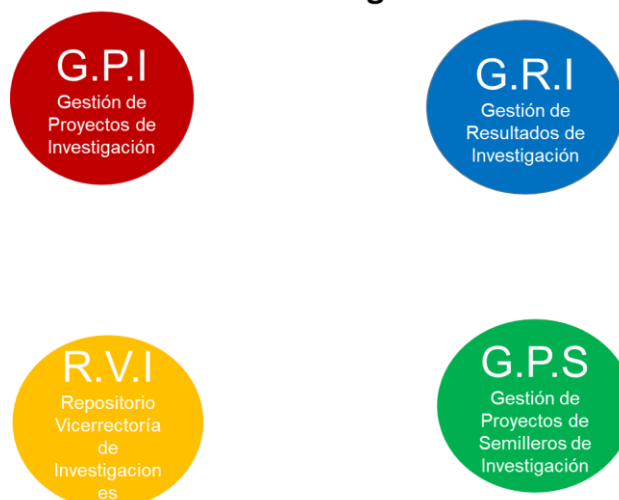 G.P.I
Gestión de
Proyectos de
Investigación
G.R.I
Gestión de
Resultados de
Investigación
R.V.I
Repositorio
Vicerrectoría
de
Investigacion
es
G.P.S
Gestión de
Proyectos de
Semilleros de
Investigación